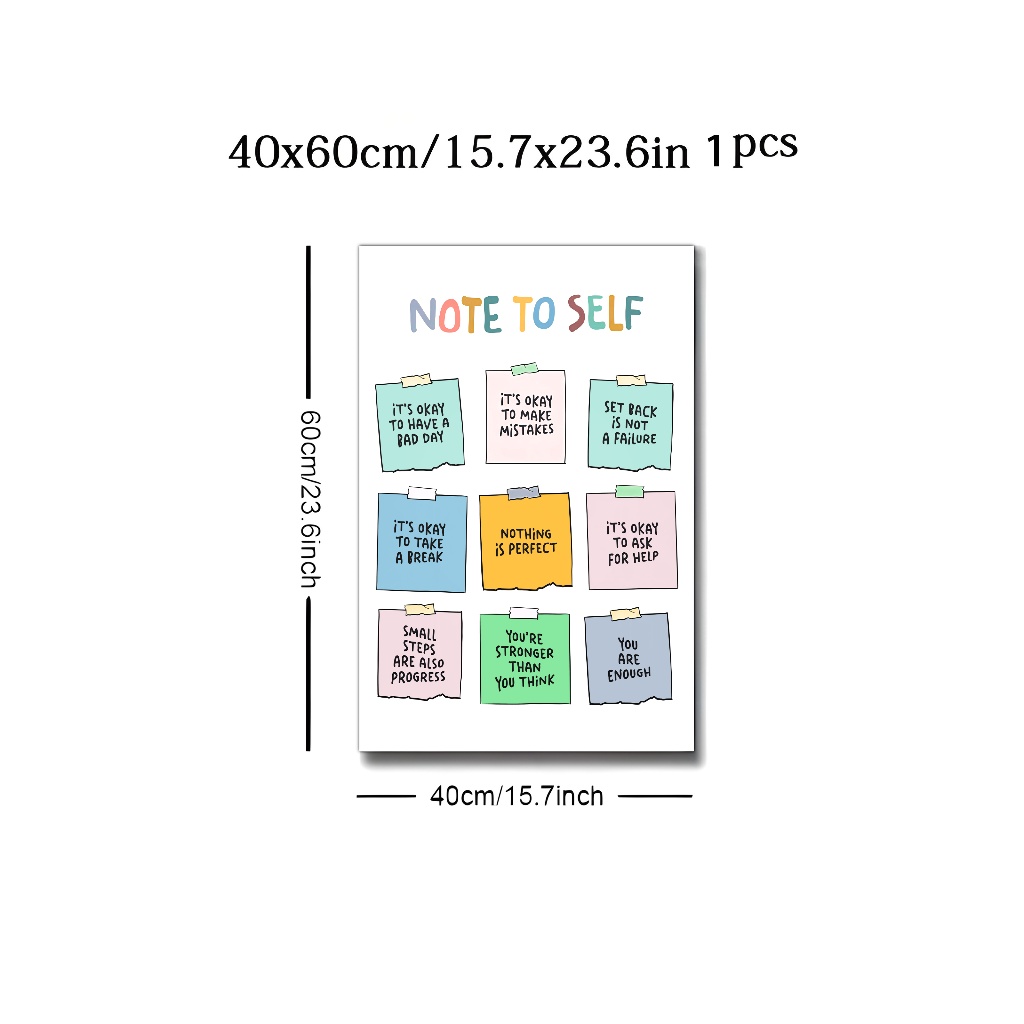 40x60cm/15.7x23.6in 1pcs
NOTE TO SELF
iT'S OKAY
TO HAVE A
BAD DAY
iT'S OKAY
TO MAKE
MiSTAKES
SET BACK
iS NOT
A FAiLURE
iT'S OKAY
TO TAKE
A BREAK
NOTHiNG
iS PERFECT
iT'S OKAY
TO ASK
FOR HELP
SMALL
STEPS
ARE ALSO
PROGRESS
YOU'RE
STRONGER
THAN
YOU THiNK
YOU
ARE
ENOUGH
60cm/23.6inch
40cm/15.7inch